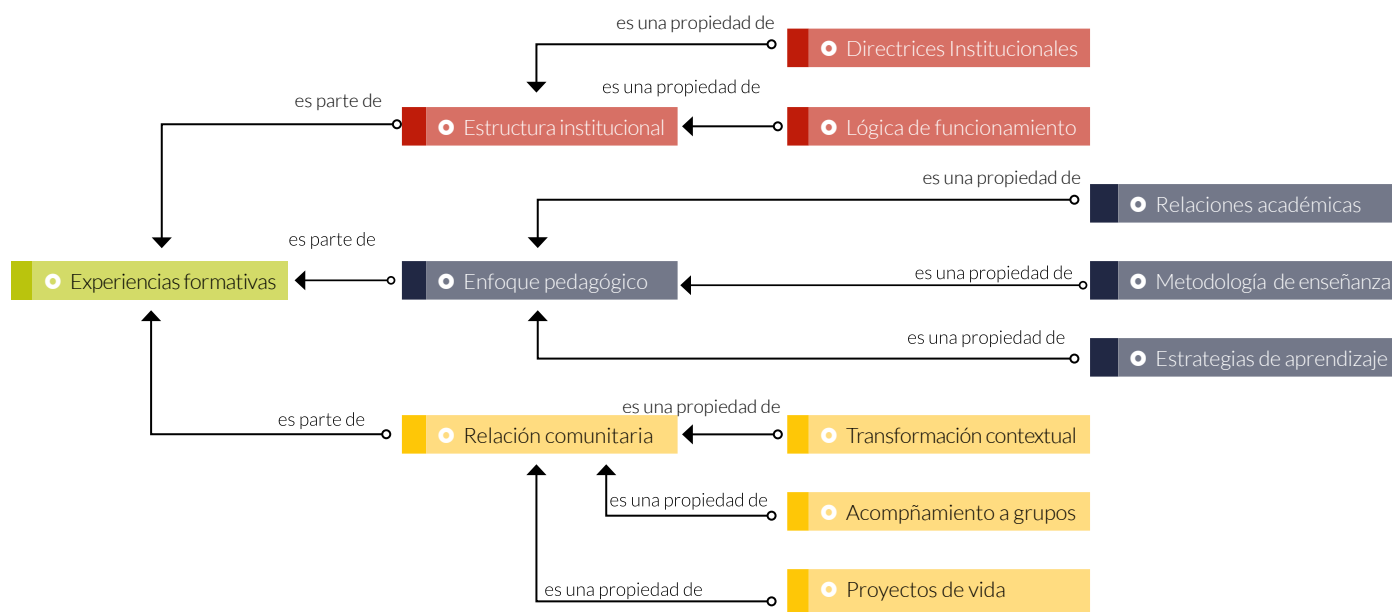 es una propiedad de
Directrices Institucionales
es una propiedad de
es parte de
Estructura institucional
Lógica de funcionamiento
es una propiedad de
Relaciones académicas
es parte de
Experiencias formativas
Enfoque pedagógico
es una propiedad de
Metodología de enseñanza
es una propiedad de
Estrategias de aprendizaje
es parte de
es una propiedad de
Relación comunitaria
Transformación contextual
es una propiedad de
Acompñamiento a grupos
es una propiedad de
Proyectos de vida